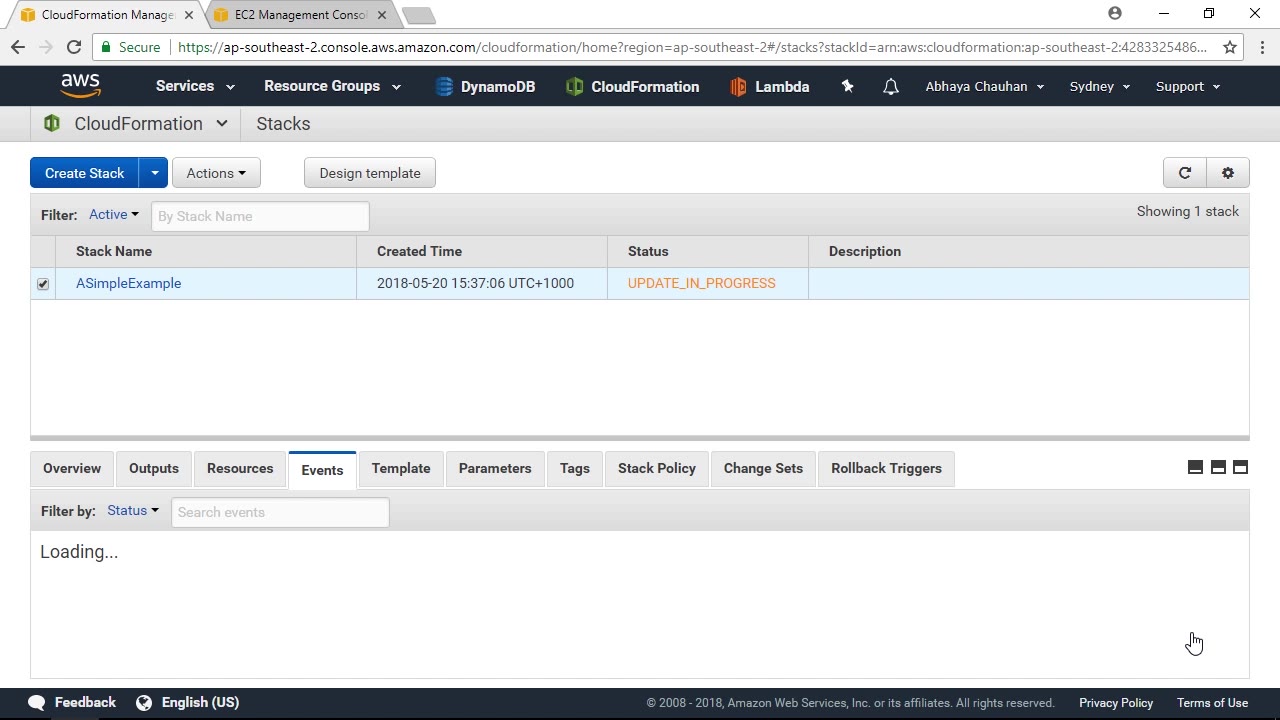 CloudFormation Manage
EC2 Management Conso
Secure
https://ap-southeast-2.console.aws.amazon.com/cloudformation/home?region=ap-southeast-2#/stacks?stackId=arn:aws:cloudformation:ap-southeast-2:4283325486...
aws
Services
Resource Groups
DynamoDB
CloudFormation
Lambda
Abhaya Chauhan
Sydney
Support
CloudFormation
Stacks
Create Stack
Actions
Design template
Filter: Active
By Stack Name
Showing 1 stack
Stack Name
Created Time
Status
Description
ASimpleExample
2018-05-20 15:37:06 UTC+1000
UPDATE_IN_PROGRESS
Overview
Outputs
Resources
Events
Template
Parameters
Tags
Stack Policy
Change Sets
Rollback Triggers
Filter by: Status
Search events
Loading...
Feedback
English (US)
© 2008 - 2018, Amazon Web Services, Inc. or its affiliates. All rights reserved.
Privacy Policy
Terms of Use